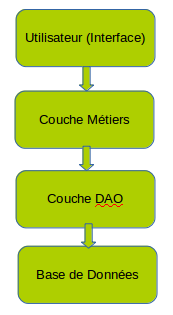 Utilisateur (Interface)
Couche Métiers
Couche DAO
Base de Données